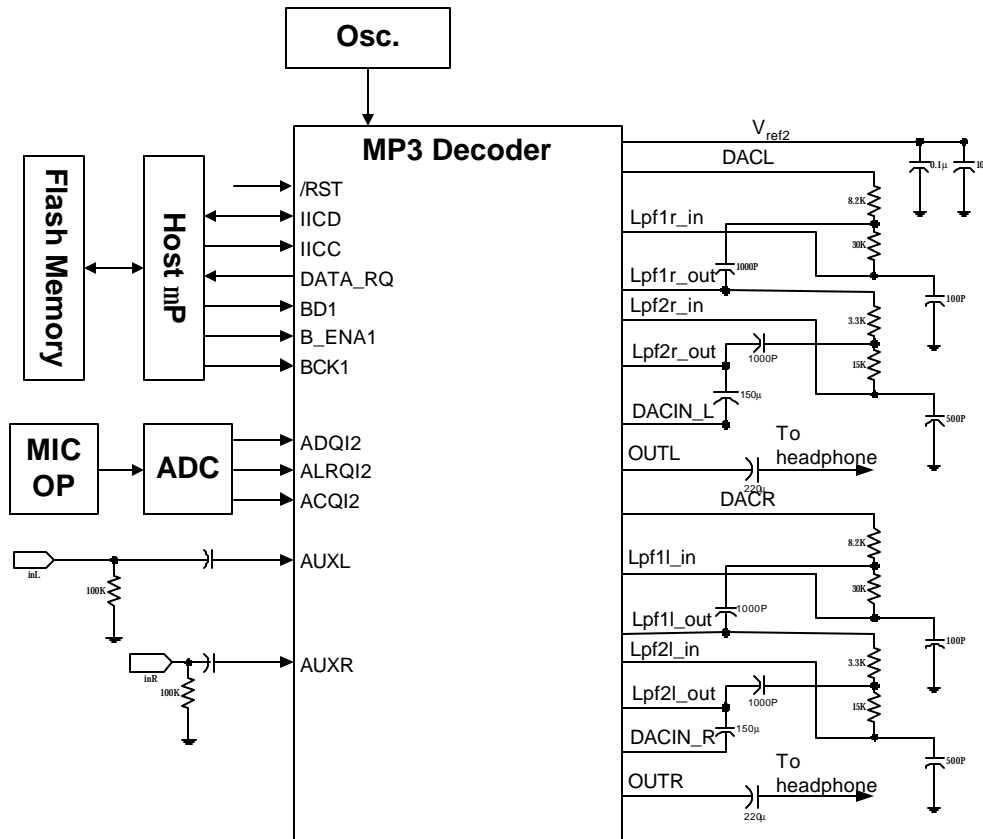 Osc.
MP3 Decoder
Flash Memory
Host mP
/RST
IICD
IICC
DATA_RQ
BD1
B_ENA1
BCK1
MIC
OP
ADC
ADQI2
ALRQI2
ACQI2
inL
100K
AUXL
inR
100K
AUXR
Vref2
0.1µ
DACL
8.2K
Lpf1r_in
30K
1000P
Lpf1r_out
100P
Lpf2r_in
3.3K
Lpf2r_out
1000P
15K
150µ
DACIN_L
500P
OUTL
To
headphone
220µ
DACR
8.2K
Lpf1l_in
30K
1000P
Lpf1l_out
100P
Lpf2l_in
3.3K
Lpf2l_out
1000P
15K
150µ
DACIN_R
500P
OUTR
To
headphone
220µ